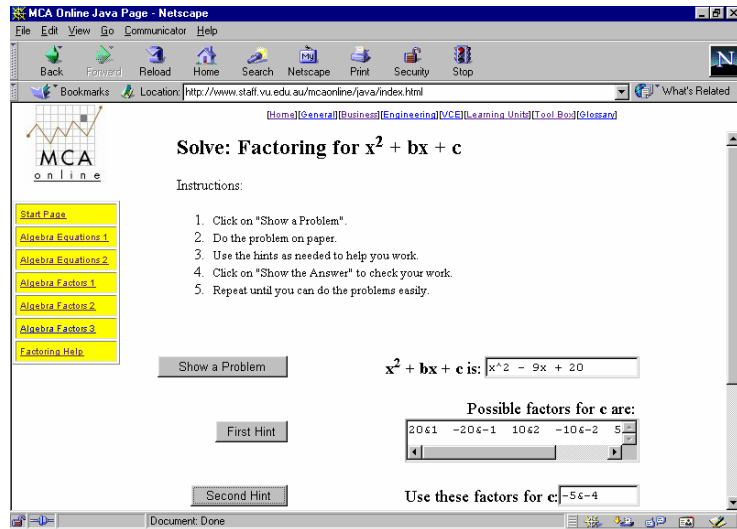 MCA Online Java Page - Netscape
File Edit View Go Communicator Help
Back Forward Reload Home Search Netscape Print Security Stop
My
N
Bookmarks Location: http://www.staff.vu.edu.au/mcaonline/java/index.html What's Related
[Home][General][Business][Engineering][VCE][Learning Units][Tool Box][Glossary]
MCA
online
Solve: Factoring for x² + bx + c
Instructions:
1. Click on "Show a Problem".
2. Do the problem on paper.
3. Use the hints as needed to help you work.
4. Click on "Show the Answer" to check your work.
5. Repeat until you can do the problems easily.
Start Page
Algebra Equations 1
Algebra Equations 2
Algebra Factors 1
Algebra Factors 2
Algebra Factors 3
Factoring Help
Show a Problem x² + bx + c is: x^2 - 9x + 20
Possible factors for c are:
First Hint 20&1 -20&-1 10&2 -10&-2 5
Second Hint Use these factors for c: -5&-4
Document: Done